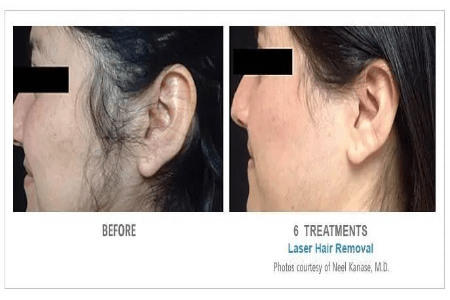 BEFORE
6 TREATMENTS
Laser Hair Removal
Photos courtesy of Neel Kanase, M.D.